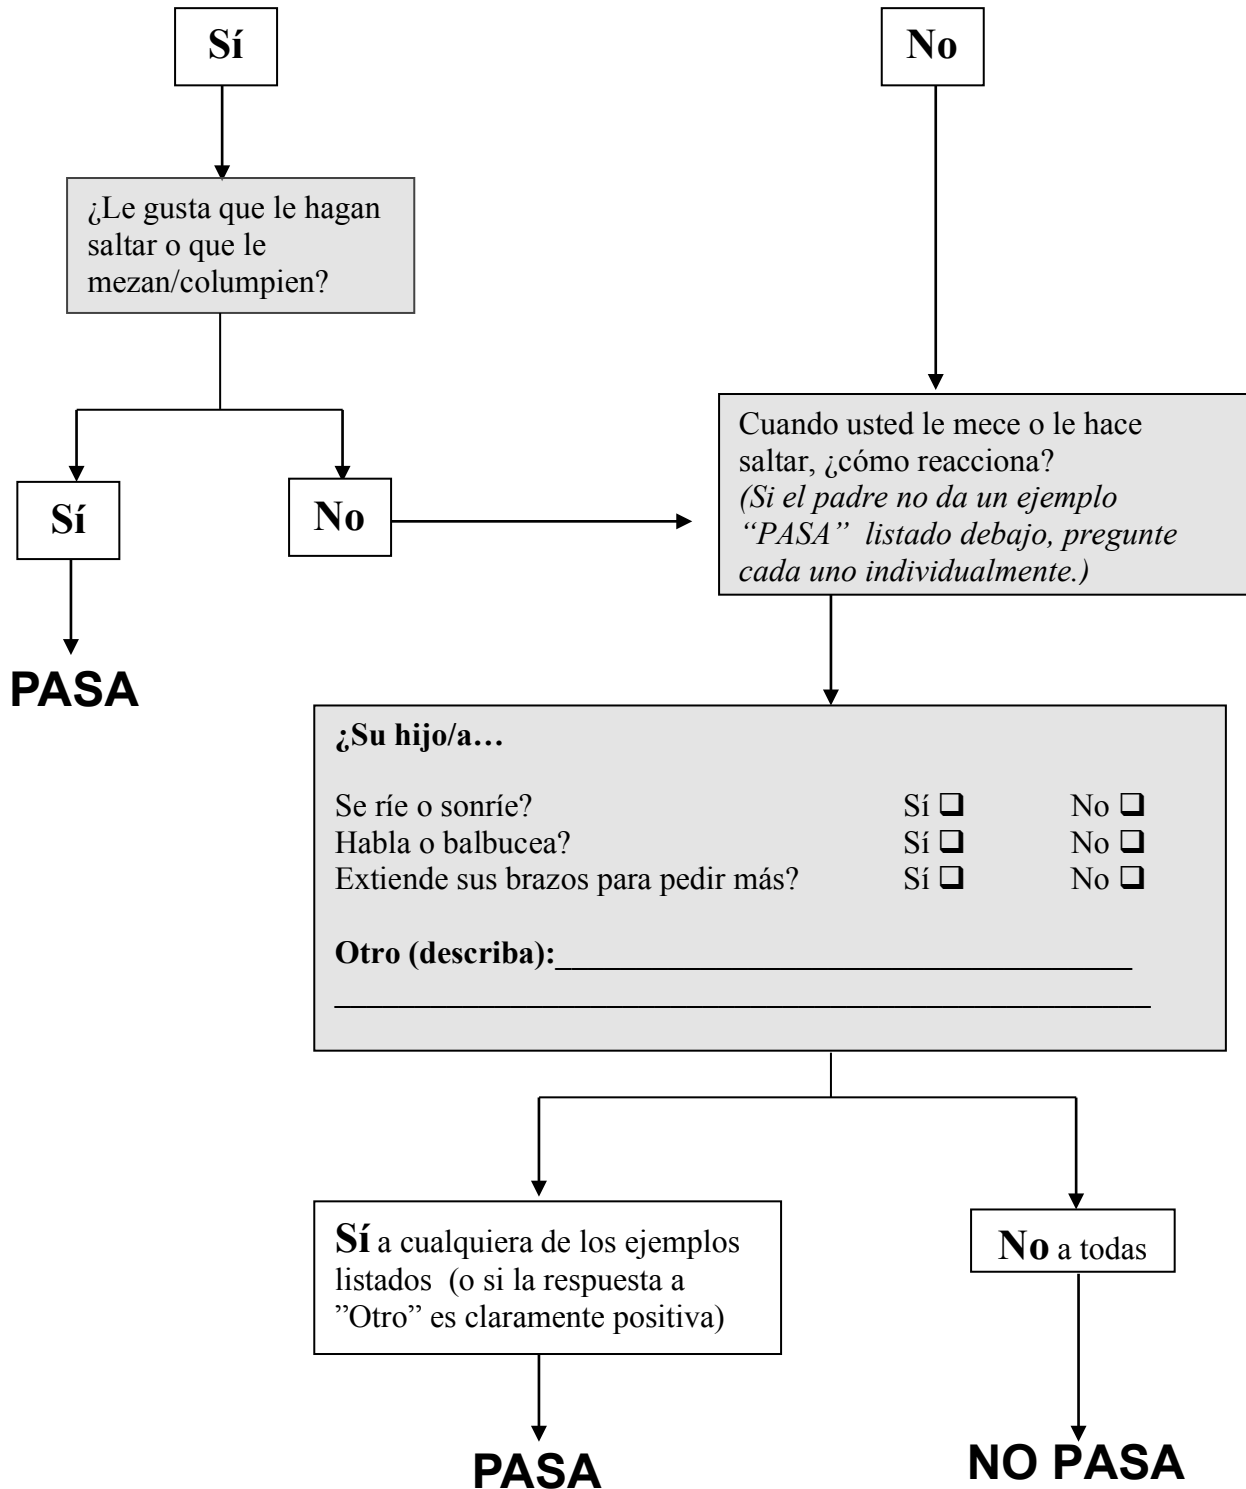 Sí
No
¿Le gusta que le hagan
saltar o que le
mezan/columpien?
Cuando usted le mece o le hace
saltar, ¿cómo reacciona?
(Si el padre no da un ejemplo
“PASA” listado debajo, pregunte
cada uno individualmente.)
Sí
No
PASA
¿Su hijo/a…
Se ríe o sonríe? Sí ❑ No ❑
Habla o balbucea? Sí ❑ No ❑
Extiende sus brazos para pedir más? Sí ❑ No ❑
Otro (describa):____________________________________
___________________________________________________
Sí a cualquiera de los ejemplos
listados (o si la respuesta a
”Otro” es claramente positiva)
No a todas
PASA
NO PASA